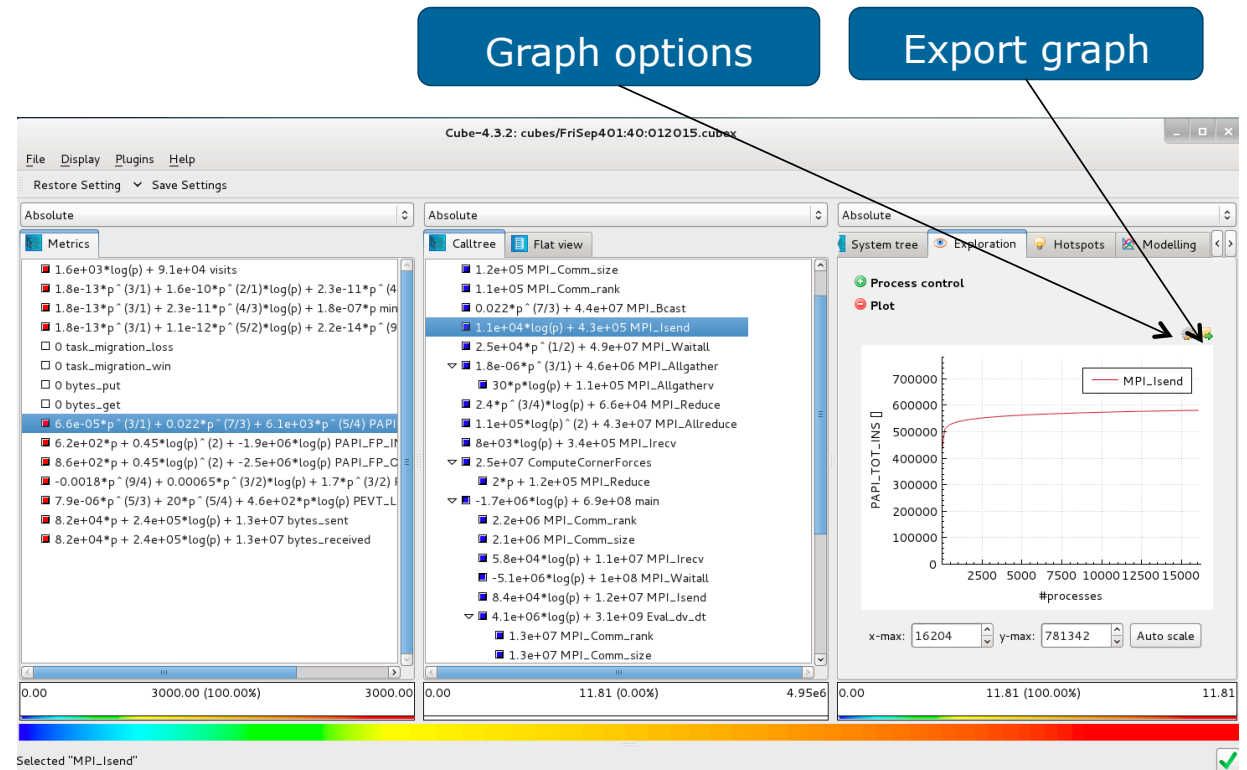 Graph options
Export graph
Cube-4.3.2: cubes/FriSep401:40:012015.cubex
File Display Plugins Help
Restore Setting Save Settings
Absolute
Metrics
1.6e+03*log(p) + 9.1e+04 visits
1.8e-13*p^(3/1) + 1.6e-10*p^(2/1)*log(p) + 2.3e-11*p^(4
1.8e-13*p^(3/1) + 2.3e-11*p^(4/3)*log(p) + 1.8e-07*p min
1.8e-13*p^(3/1) + 1.1e-12*p^(5/2)*log(p) + 2.2e-14*p^(9
0 task_migration_loss
0 task_migration_win
0 bytes_put
0 bytes_get
6.6e-05*p^(3/1) + 0.022*p^(7/3) + 6.1e+03*p^(5/4) PAPI
6.2e+02*p + 0.45*log(p)^(2) + -1.9e+06*log(p) PAPI_FP_IN
8.6e+02*p + 0.45*log(p)^(2) + -2.5e+06*log(p) PAPI_FP_O
-0.0018*p^(9/4) + 0.00065*p^(3/2)*log(p) + 1.7*p^(3/2)
7.9e-06*p^(5/3) + 20*p^(5/4) + 4.6e+02*p*log(p) PEVT_L
8.2e+04*p + 2.4e+05*log(p) + 1.3e+07 bytes_sent
8.2e+04*p + 2.4e+05*log(p) + 1.3e+07 bytes_received
0.00 3000.00 (100.00%) 3000.00
Absolute
Calltree Flat view
1.2e+05 MPI_Comm_size
1.1e+05 MPI_Comm_rank
0.022*p^(7/3) + 4.4e+07 MPI_Bcast
1.1e+04*log(p) + 4.3e+05 MPI_Isend
2.5e+04*p^(1/2) + 4.9e+07 MPI_Waitall
1.8e-06*p^(3/1) + 4.6e+06 MPI_Allgather
30*p*log(p) + 1.1e+05 MPI_Allgatherv
2.4*p^(3/4)*log(p) + 6.6e+04 MPI_Reduce
1.1e+05*log(p)^(2) + 4.3e+07 MPI_Allreduce
8e+03*log(p) + 3.4e+05 MPI_Irecv
2.5e+07 ComputeCornerForces
2*p + 1.2e+05 MPI_Reduce
-1.7e+06*log(p) + 6.9e+08 main
2.2e+06 MPI_Comm_rank
2.1e+06 MPI_Comm_size
5.8e+04*log(p) + 1.1e+07 MPI_Irecv
-5.1e+06*log(p) + 1e+08 MPI_Waitall
8.4e+04*log(p) + 1.2e+07 MPI_Isend
4.1e+06*log(p) + 3.1e+09 Eval_dv_dt
1.3e+07 MPI_Comm_rank
1.3e+07 MPI_Comm_size
0.00 11.81 (0.00%) 4.95e6
Absolute
System tree Exploration Hotspots Modelling
Process control
Plot
MPI_Isend
700000
600000
500000
400000
300000
200000
100000
0
PAPI_TOT_INS []
2500 5000 7500 10000 12500 15000
#processes
x-max: 16204 y-max: 781342 Auto scale
0.00 11.81 (100.00%) 11.81
Selected "MPI_Isend"